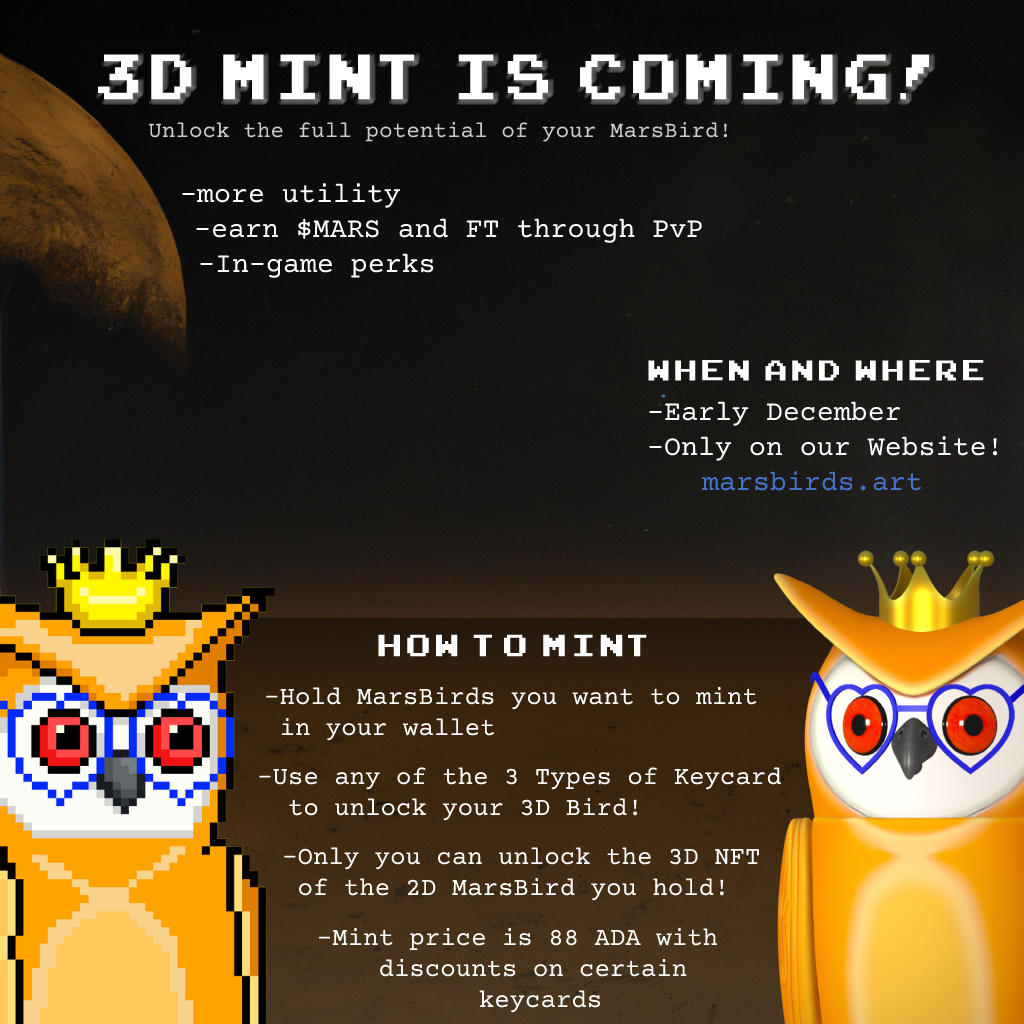 3D MINT IS COMING!
Unlock the full potential of your MarsBird!
-more utility
-earn $MARS and FT through PvP
-In-game perks
WHEN AND WHERE
-Early December
-Only on our Website!
marsbirds.art
HOW TO MINT
-Hold MarsBirds you want to mint
in your wallet
-Use any of the 3 Types of Keycard
to unlock your 3D Bird!
-Only you can unlock the 3D NFT
of the 2D MarsBird you hold!
-Mint price is 88 ADA with
discounts on certain
keycards